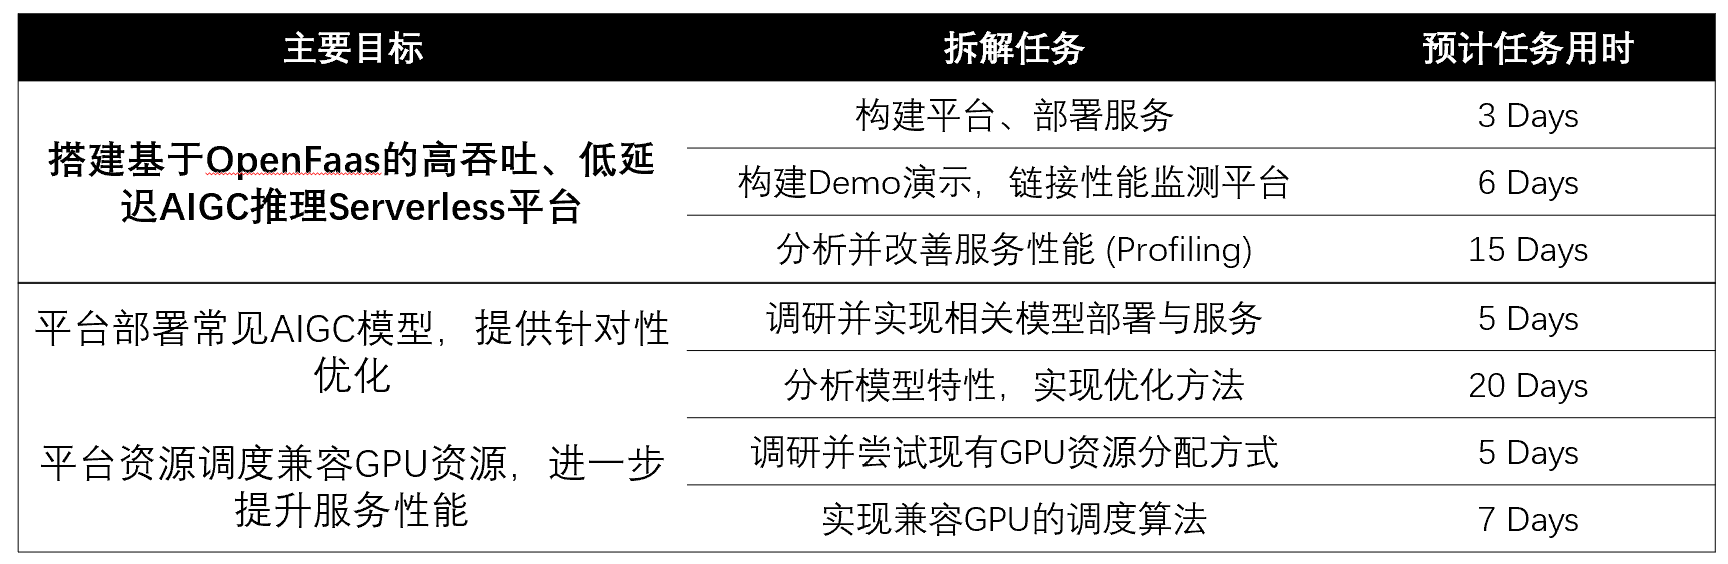 主要目标 拆解任务 预计任务用时
搭建基于OpenFaas的高吞吐、低延
迟AIGC推理Serverless平台
构建平台、部署服务 3 Days
构建Demo演示，链接性能监测平台 6 Days
分析并改善服务性能 (Profiling) 15 Days
平台部署常见AIGC模型，提供针对性
优化
调研并实现相关模型部署与服务 5 Days
分析模型特性，实现优化方法 20 Days
平台资源调度兼容GPU资源，进一步
提升服务性能
调研并尝试现有GPU资源分配方式 5 Days
实现兼容GPU的调度算法 7 Days